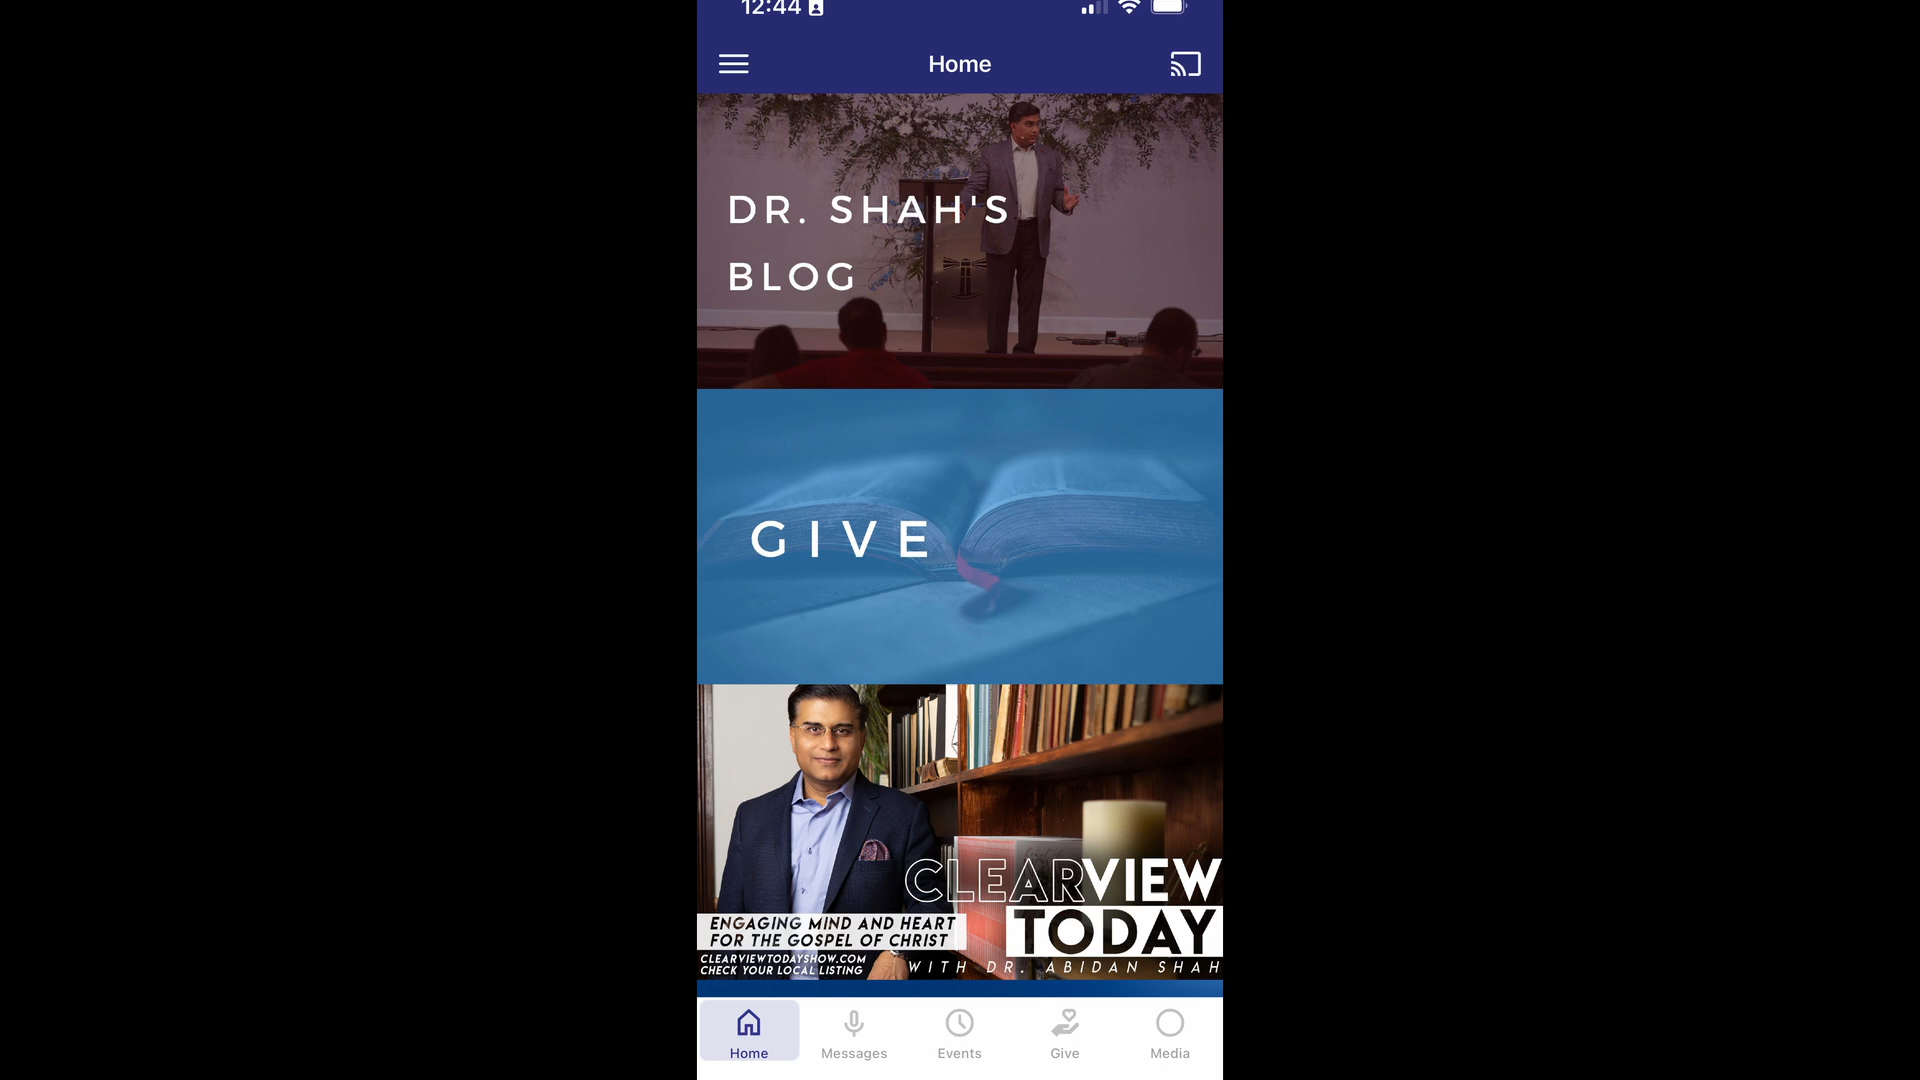 12:44
Home
DR. SHAH'S
BLOG
GIVE
CLEARVIEW
TODAY
WITH DR. ABIDAN SHAH
ENGAGING MIND AND HEART
FOR THE GOSPEL OF CHRIST
CLEARVIEWTODAYSHOW.COM
CHECK YOUR LOCAL LISTING
Home Messages Events Give Media